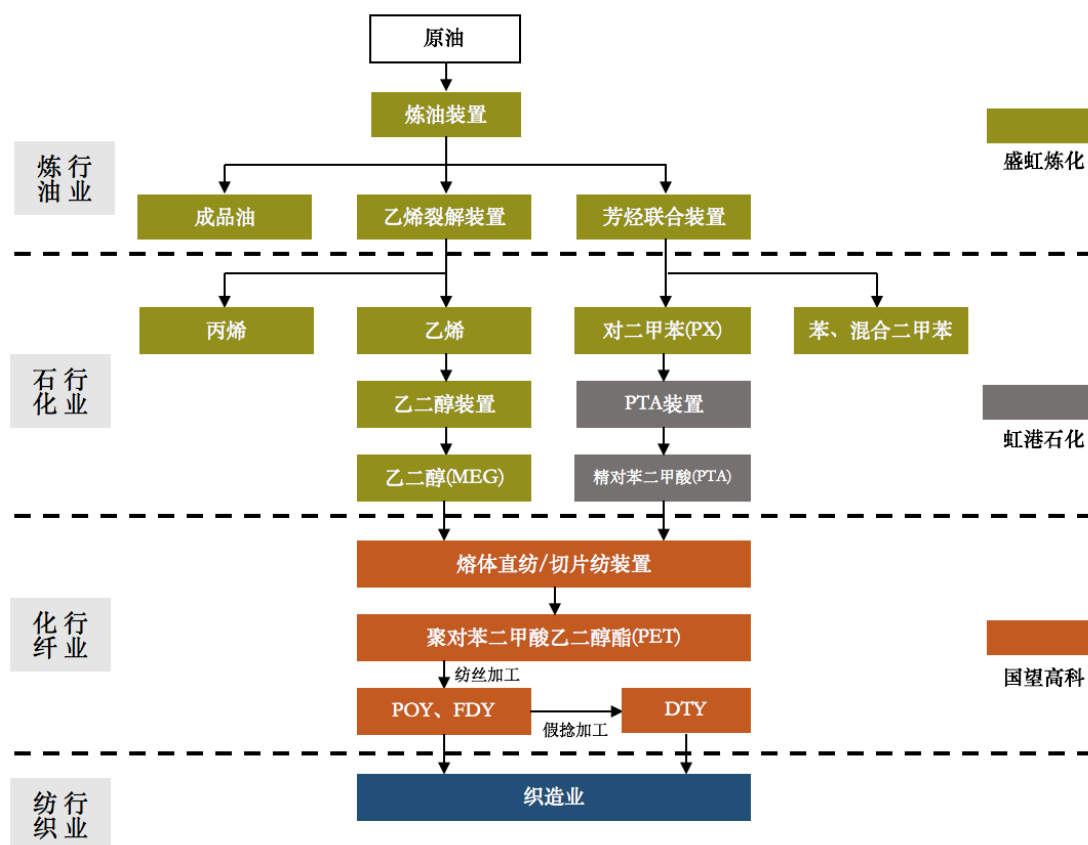 原油
炼油装置
炼行
油业
盛虹炼化
成品油
乙烯裂解装置
芳烃联合装置
丙烯
乙烯
对二甲苯(PX)
苯、混合二甲苯
石行
化业
乙二醇装置
PTA装置
虹港石化
乙二醇(MEG)
精对苯二甲酸(PTA)
熔体直纺/切片纺装置
化行
纤业
聚对苯二甲酸乙二醇酯(PET)
纺丝加工
国望高科
POY、FDY
假捻加工
DTY
纺行
织业
织造业